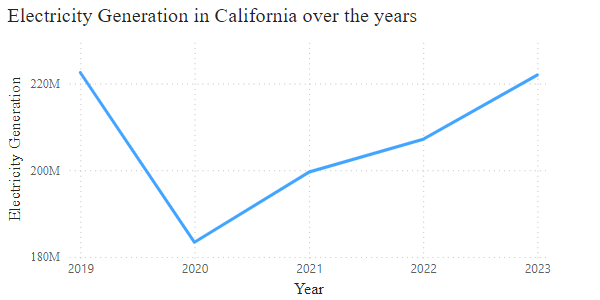 Electricity Generation in California over the years
Electricity Generation
220M
200M
180M
2019 2020 2021 2022 2023
Year